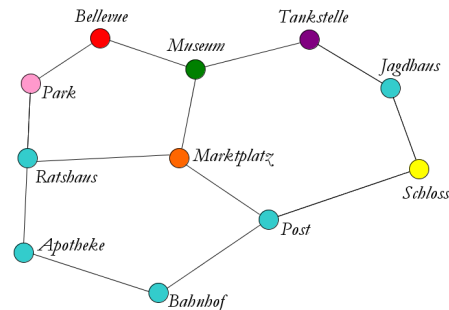 Bellevue
Tankstelle
Museum
Jagdhaus
Park
Marktplatz
Ratshaus
Schloss
Post
Apotheke
Bahnhof